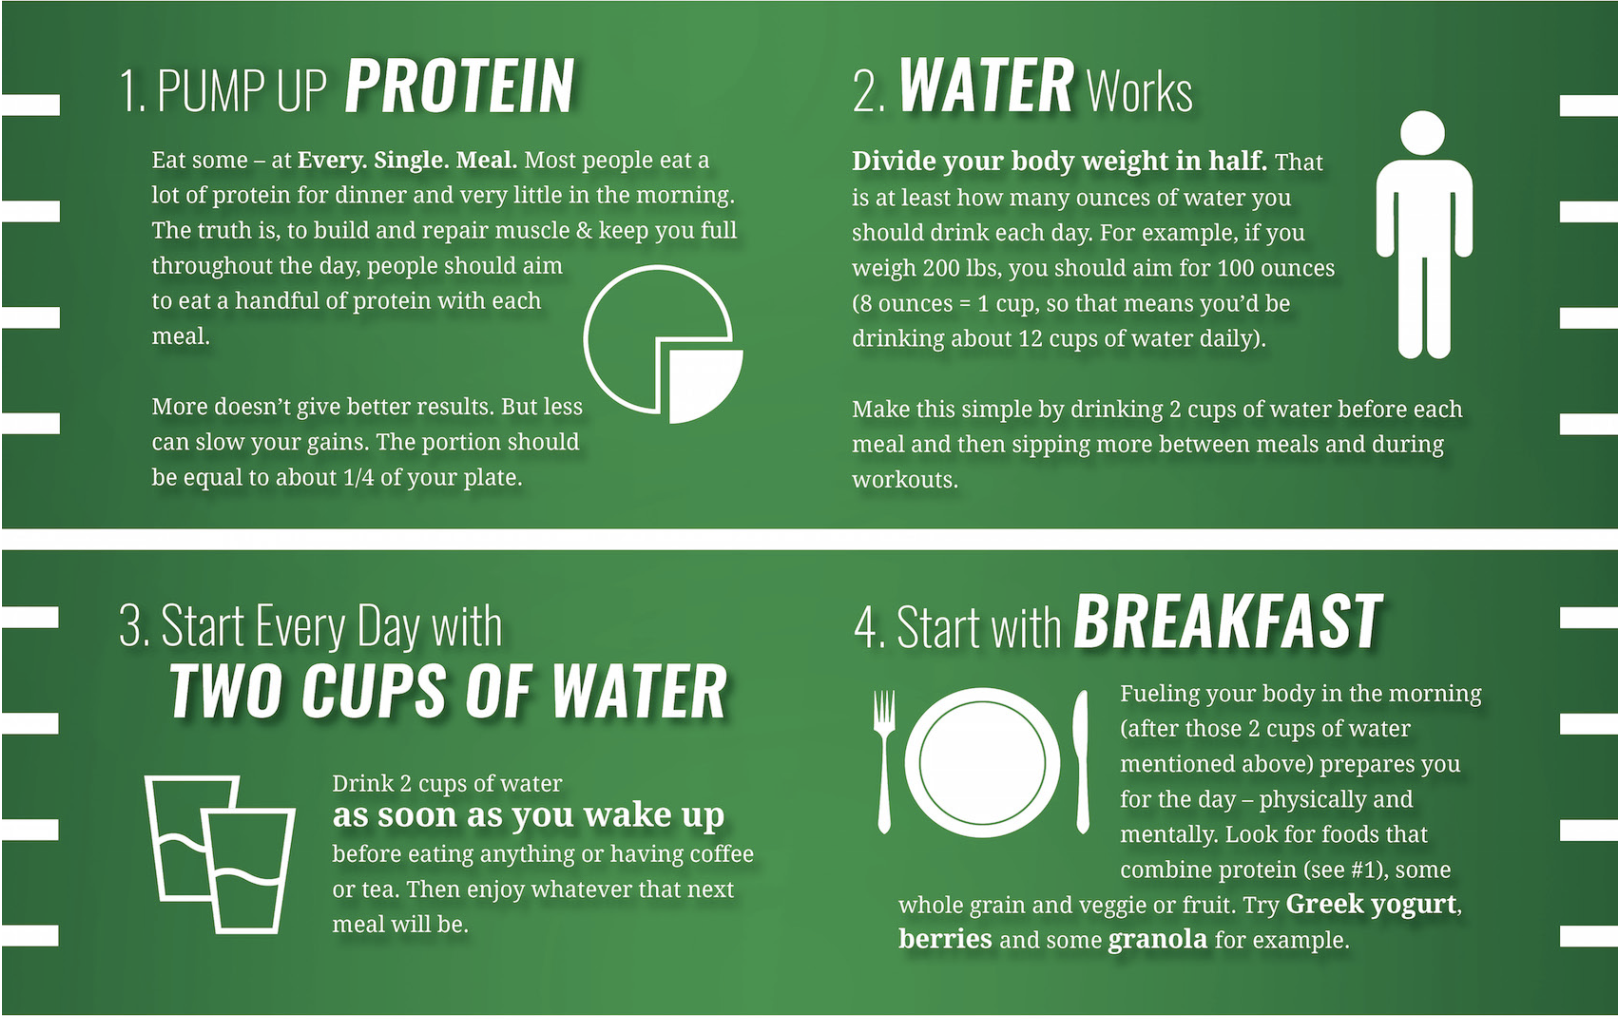 1. PUMP UP PROTEIN
Eat some – at Every. Single. Meal. Most people eat a
lot of protein for dinner and very little in the morning.
The truth is, to build and repair muscle & keep you full
throughout the day, people should aim
to eat a handful of protein with each
meal.
More doesn’t give better results. But less
can slow your gains. The portion should
be equal to about 1/4 of your plate.
2. WATER Works
Divide your body weight in half. That
is at least how many ounces of water you
should drink each day. For example, if you
weigh 200 lbs, you should aim for 100 ounces
(8 ounces = 1 cup, so that means you’d be
drinking about 12 cups of water daily).
Make this simple by drinking 2 cups of water before each
meal and then sipping more between meals and during
workouts.
3. Start Every Day with
TWO CUPS OF WATER
Drink 2 cups of water
as soon as you wake up
before eating anything or having coffee
or tea. Then enjoy whatever that next
meal will be.
4. Start with BREAKFAST
Fueling your body in the morning
(after those 2 cups of water
mentioned above) prepares you
for the day – physically and
mentally. Look for foods that
combine protein (see #1), some
whole grain and veggie or fruit. Try Greek yogurt,
berries and some granola for example.